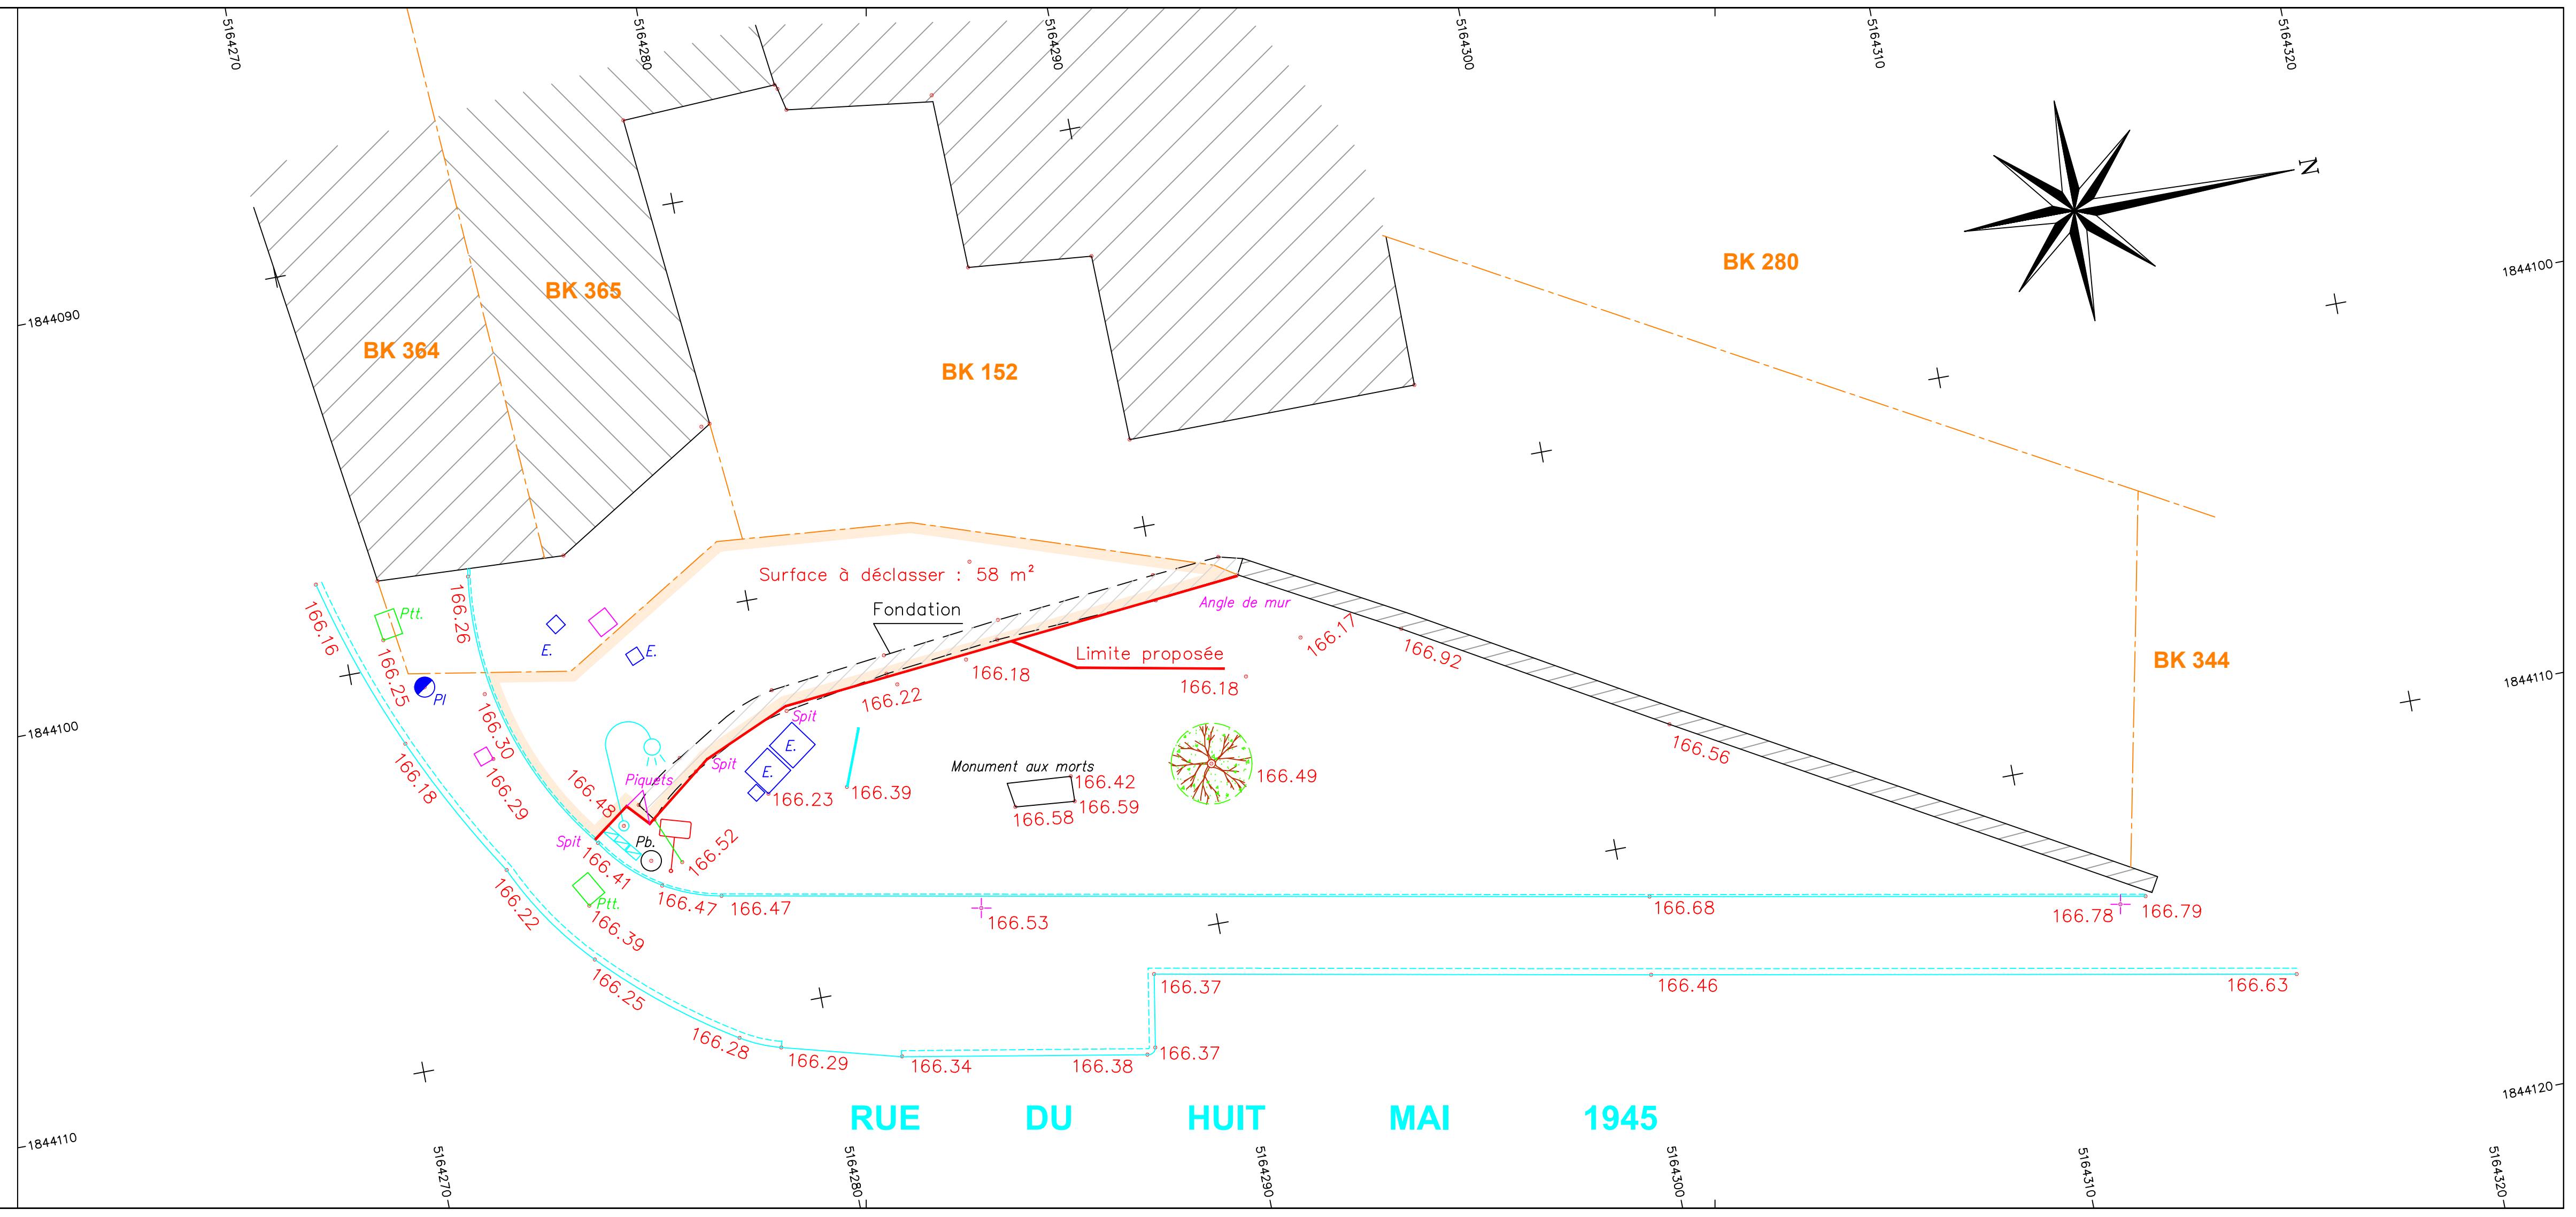 5164270
5164280
5164290
5164300
5164310
5164320
N
BK 280
1844100
BK 365
1844090
BK 364
BK 152
Surface à déclasser : 58 m²
Fondation
Angle de mur
166.17
166.92
Limite proposée
BK 344
166.26
166.16
Ptt.
E.
E.
166.25
Pl
166.18
166.18
1844110
166.22
166.30
Spit
1844100
166.18
166.29
E.
Spit
E.
Piquets
166.48
166.23
166.39
Monument aux morts
166.42
166.59
166.58
166.49
166.56
Spit
Pb.
166.52
166.41
Ptt.
166.39
166.47
166.47
166.53
166.68
166.78
166.79
166.22
166.25
166.37
166.46
166.63
166.28
166.29
166.34
166.38
166.37
1844120
RUE DU HUIT MAI 1945
1844110
5164270
5164280
5164290
5164300
5164310
5164320